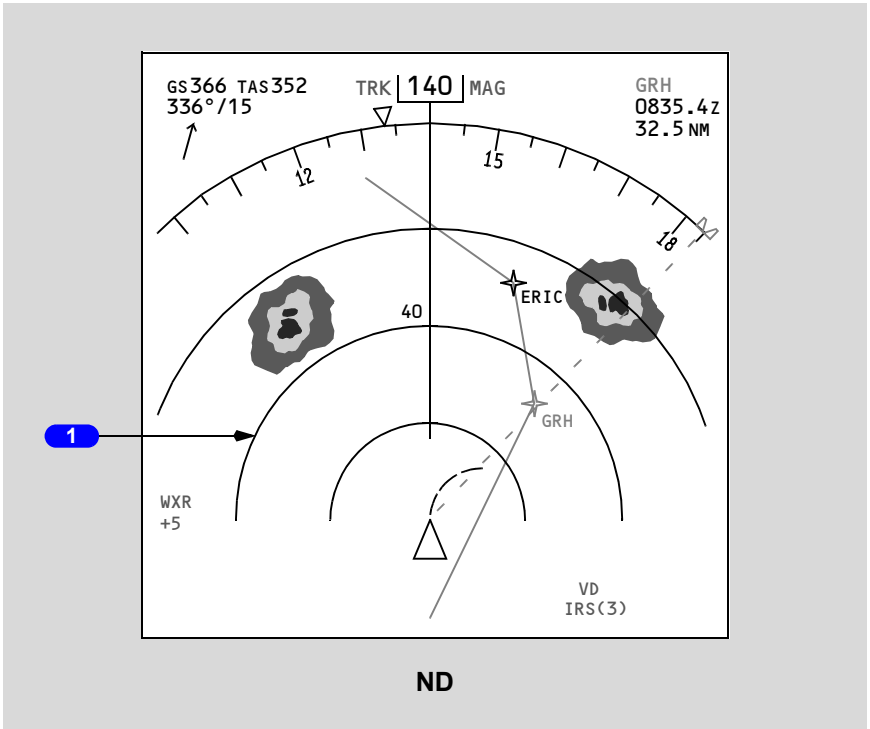 GS366 TAS352
336°/15
TRK 140 MAG
GRH
0835.4z
32.5 NM
12
15
18
ERIC
40
GRH
1
WXR
+5
VD
IRS(3)
ND